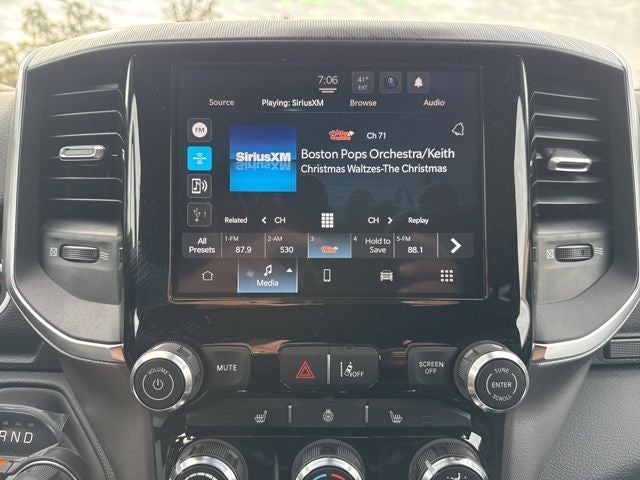 7:06
41°
EXT
Source Playing: SiriusXM Browse Audio
FM
Ch 71
SiriusXM
Boston Pops Orchestra/Keith
Christmas Waltzes-The Christmas
1
Related CH CH Replay
All Presets
1-FM 87.9
2-AM 530
3
4 Hold to Save
5-FM 88.1
Media
VOLUME
MUTE
OFF
SCREEN OFF
TUNE
ENTER
SCROLL
RND